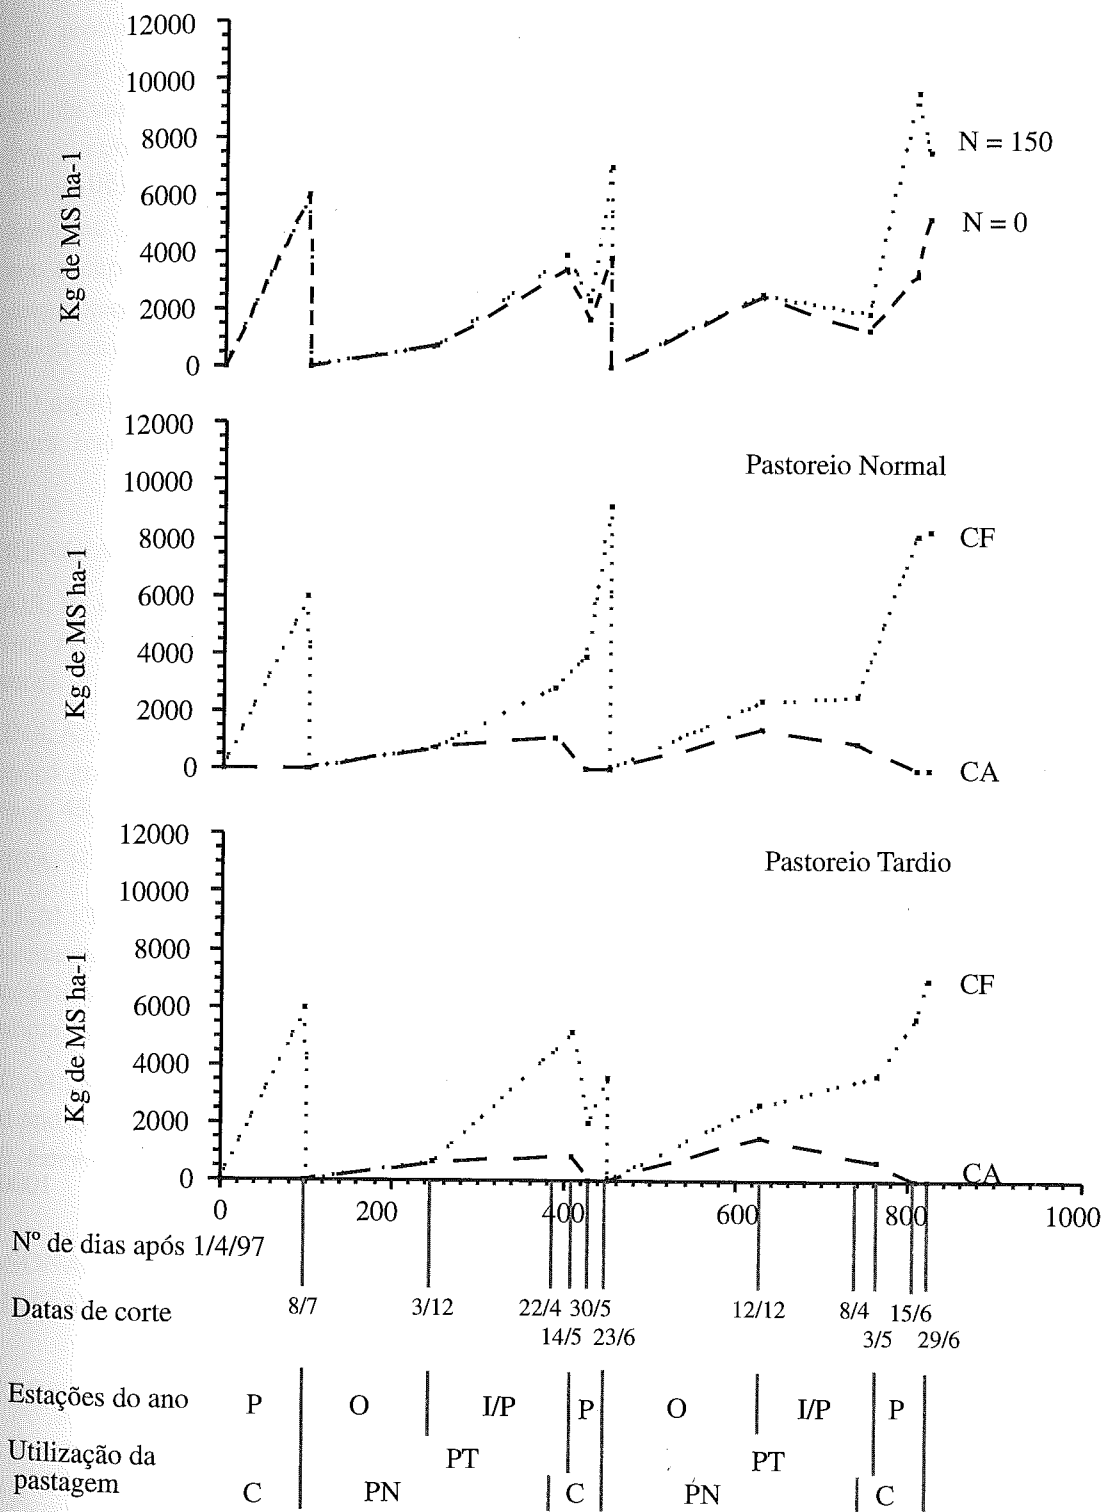 12000
10000
8000
6000
4000
2000
0
Kg de MS ha-1
N = 150
N = 0
12000
10000
8000
6000
4000
2000
0
Kg de MS ha-1
Pastoreio Normal
CF
CA
12000
10000
8000
6000
4000
2000
0
Kg de MS ha-1
Pastoreio Tardio
CF
CA
0 200 400 600 800 1000
Nº de dias após 1/4/97
Datas de corte 8/7 3/12 22/4 30/5 12/12 8/4 15/6
14/5 23/6 3/5 29/6
Estações do ano P O I/P P O I/P P
Utilização da PT PT
pastagem C PN C PN C